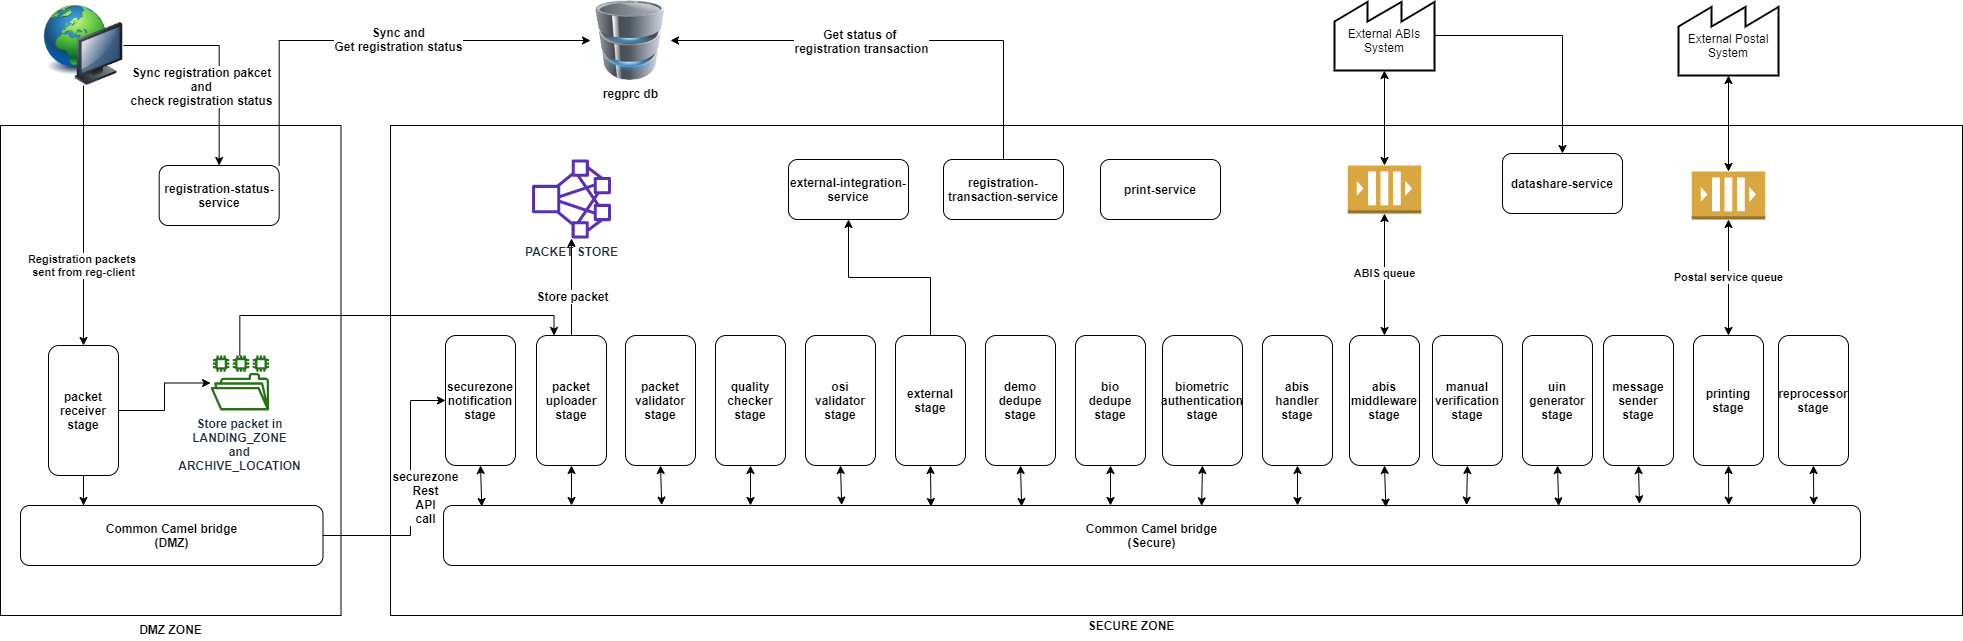 Sync and
Get registration status
regprc db
Get status of
registration transaction
External ABIs
System
External Postal
System
Sync registration pakcet
and
check registration status
registration-status-
service
Registration packets
sent from reg-client
PACKET STORE
Store packet
external-integration-
service
registration-
transaction-service
print-service
datashare-service
ABIS queue
Postal service queue
packet
receiver
stage
Store packet in
LANDING_ZONE
and
ARCHIVE_LOCATION
securezone
notification
stage
packet
uploader
stage
packet
validator
stage
quality
checker
stage
osi
validator
stage
external
stage
demo
dedupe
stage
bio
dedupe
stage
biometric
authentication
stage
abis
handler
stage
abis
middleware
stage
manual
verification
stage
uin
generator
stage
message
sender
stage
printing
stage
reprocessor
stage
securezone
Rest
API
call
Common Camel bridge
(DMZ)
Common Camel bridge
(Secure)
DMZ ZONE
SECURE ZONE